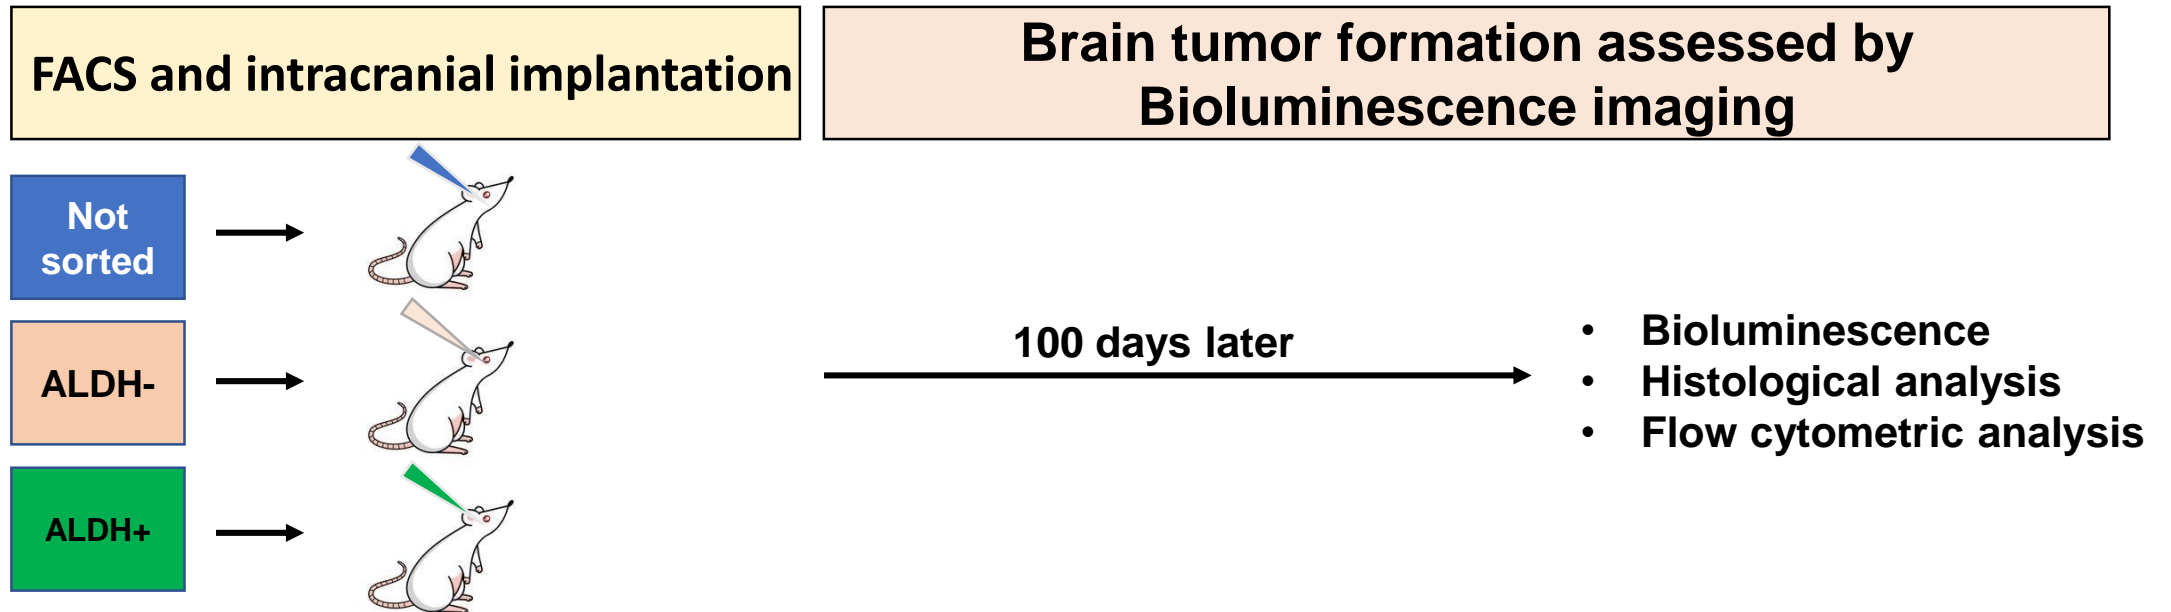 FACS and intracranial implantation
Brain tumor formation assessed by
Bioluminescence imaging
Not
sorted
ALDH-
ALDH+
100 days later
• Bioluminescence
• Histological analysis
• Flow cytometric analysis